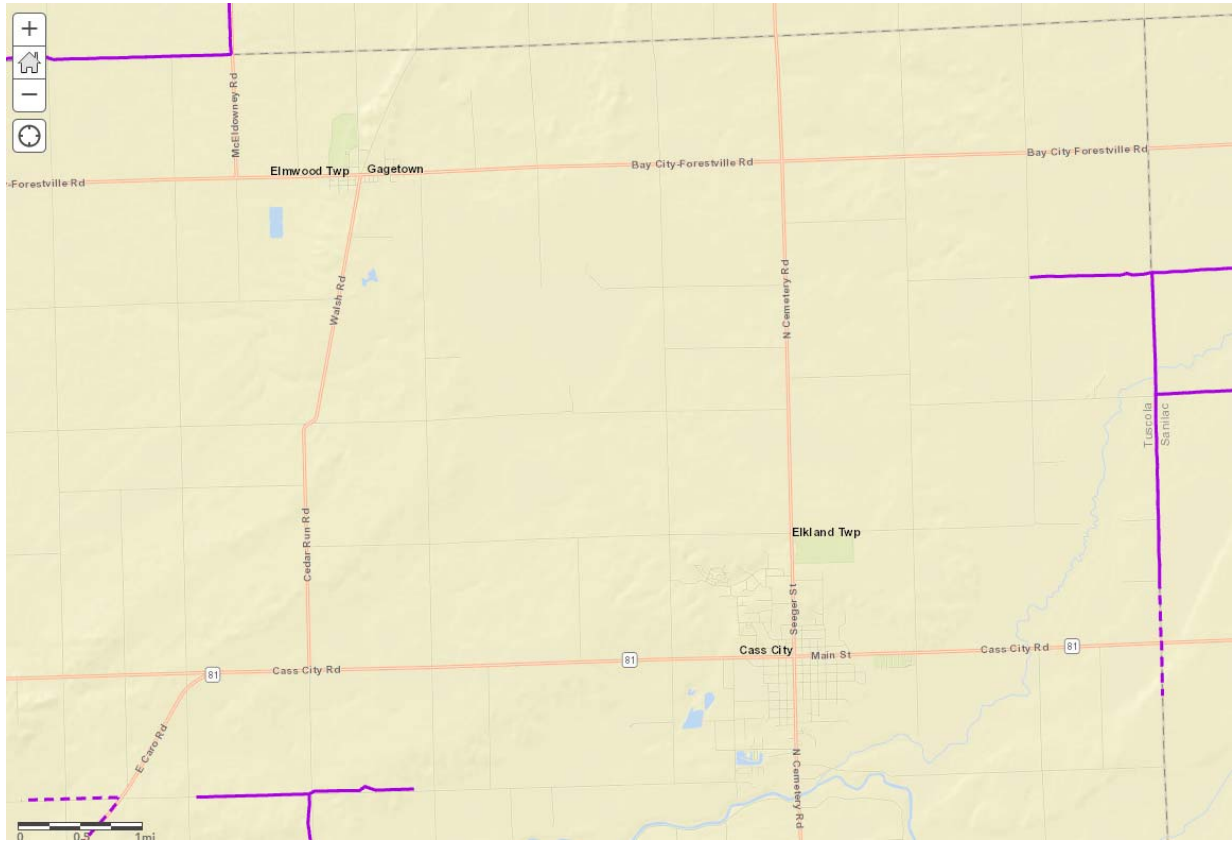 +
−
McEldowney Rd
Bay City-Forestville Rd
Bay City-Forestville Rd
Elmwood Twp
Gagetown
-Forestville Rd
Walsh Rd
N Cemetery Rd
Tuscola
Sanilac
Cedar Run Rd
Elkland Twp
Seeger St
Cass City
Main St
Cass City Rd
81
81
Cass City Rd
81
E Caro Rd
N Cemetery Rd
0
0.5
1mi